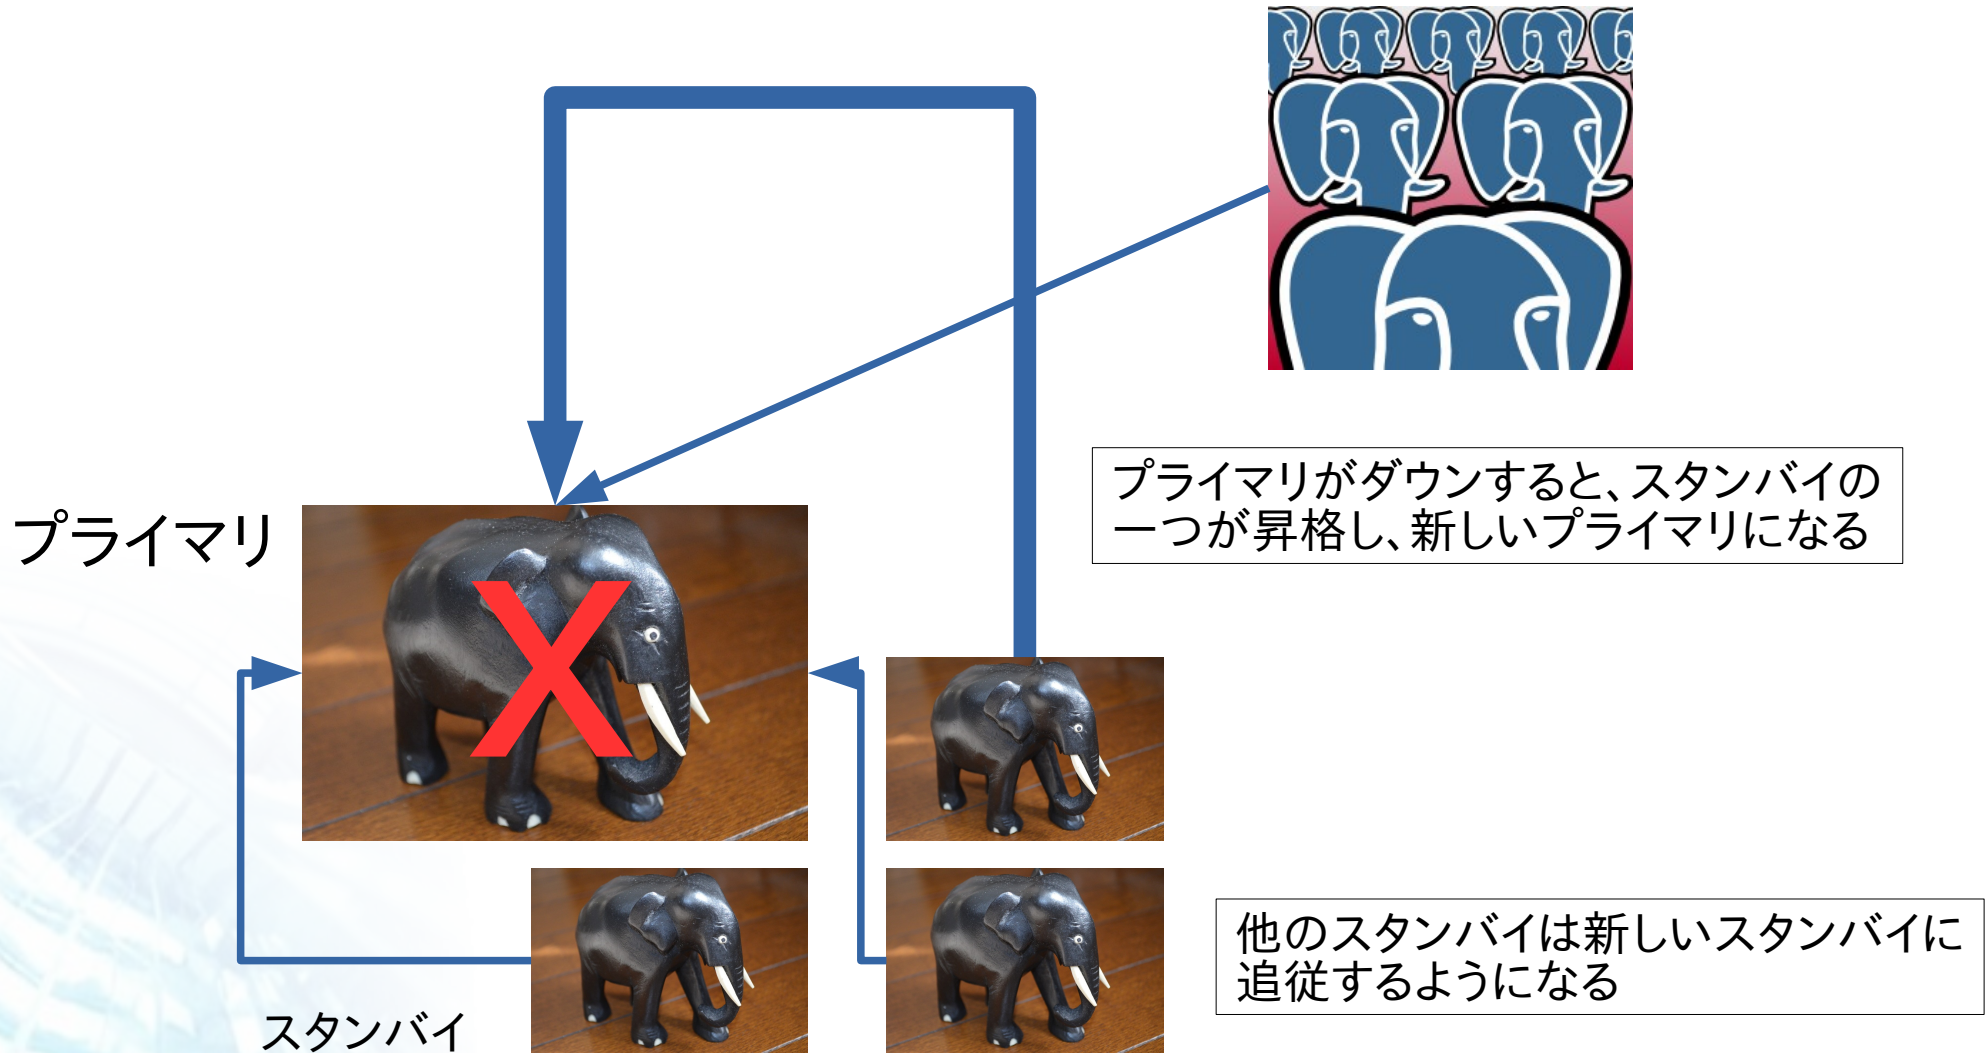 プライマリ
X
プライマリがダウンすると、スタンバイの
一つが昇格し、新しいプライマリになる
他のスタンバイは新しいスタンバイに
追従するようになる
スタンバイ